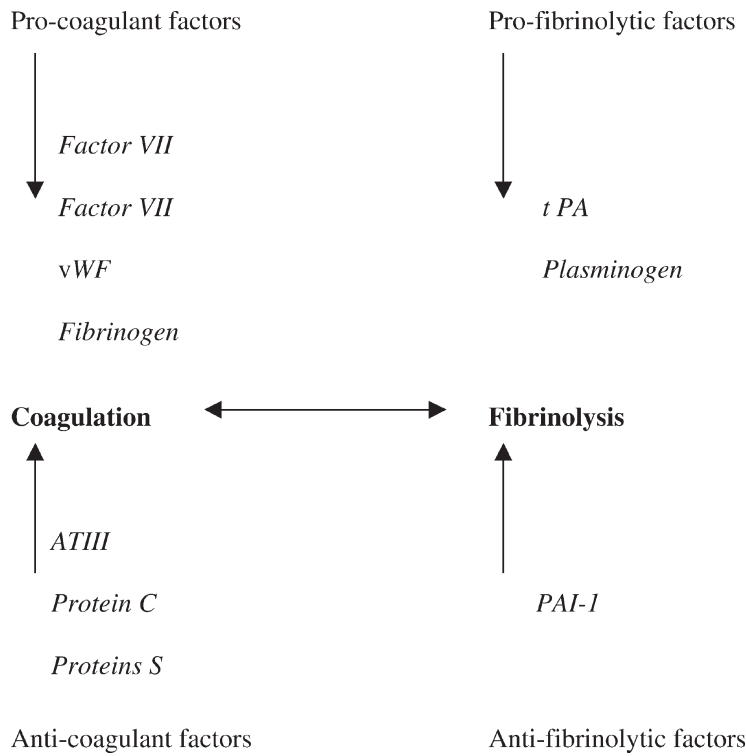 Pro-coagulant factors
Pro-fibrinolytic factors
Factor VII
Factor VII
t PA
vWF
Plasminogen
Fibrinogen
Coagulation
Fibrinolysis
ATIII
Protein C
PAI-1
Proteins S
Anti-coagulant factors
Anti-fibrinolytic factors